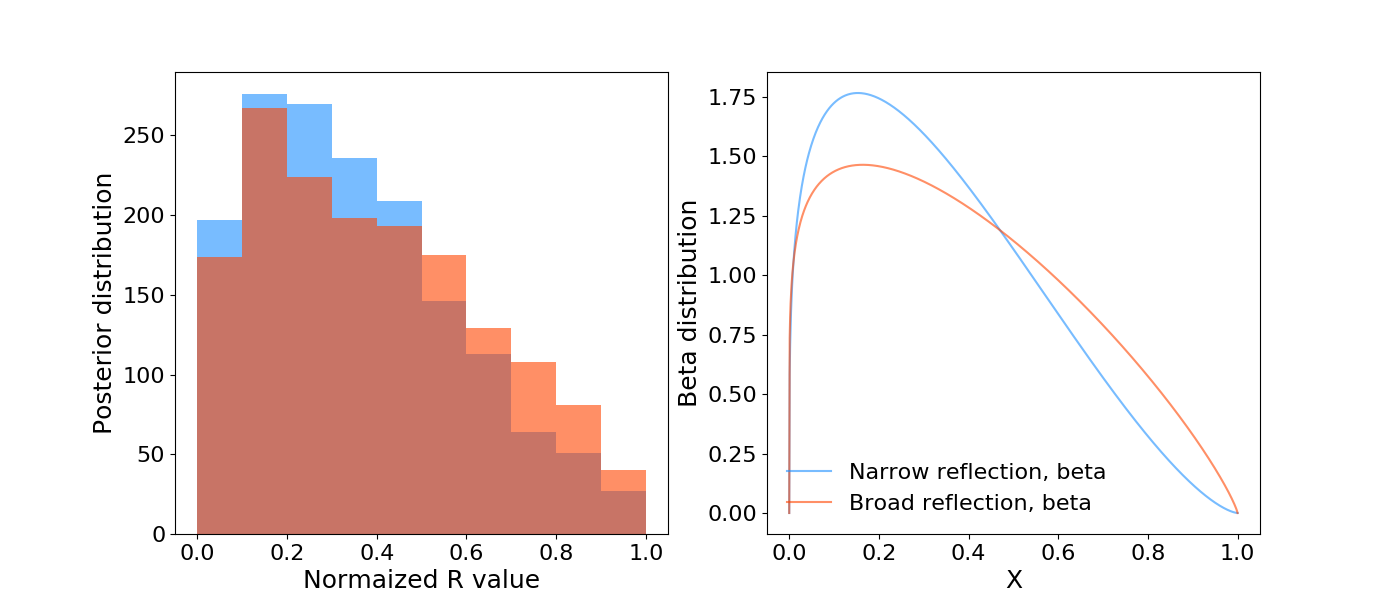 Posterior distribution
250
200
150
100
50
0
0.0 0.2 0.4 0.6 0.8 1.0
Normaized R value
Beta distribution
1.75
1.50
1.25
1.00
0.75
0.50
0.25
0.00
Narrow reflection, beta
Broad reflection, beta
0.0 0.2 0.4 0.6 0.8 1.0
X